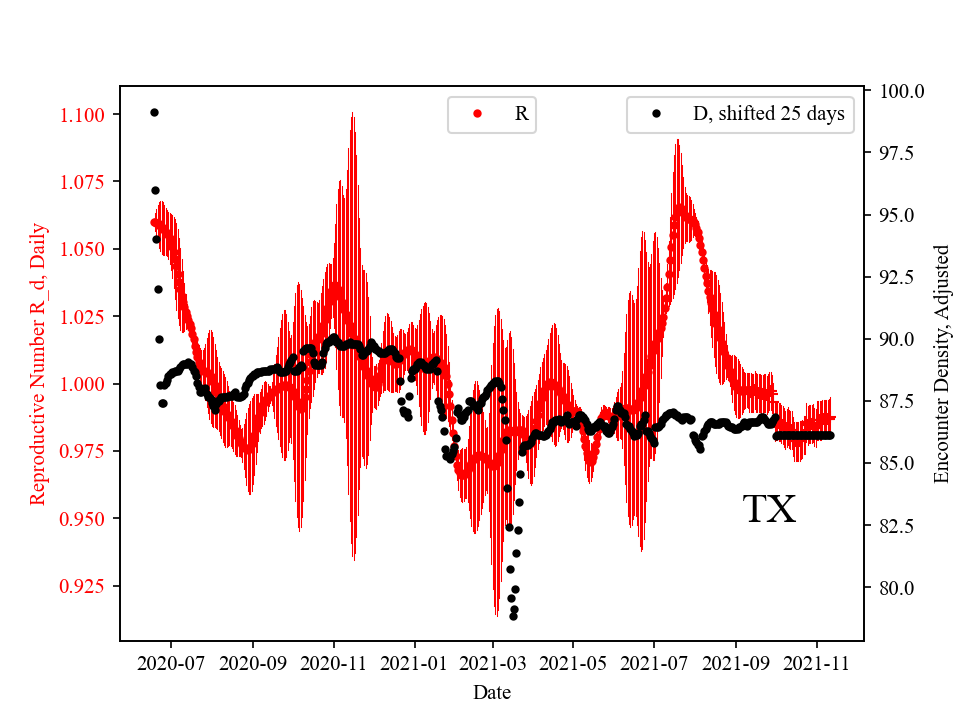 R
D, shifted 25 days
Reproductive Number R_d, Daily
1.100
1.075
1.050
1.025
1.000
0.975
0.950
0.925
100.0
97.5
95.0
92.5
90.0
87.5
85.0
82.5
80.0
Encounter Density, Adjusted
TX
2020-07 2020-09 2020-11 2021-01 2021-03 2021-05 2021-07 2021-09 2021-11
Date